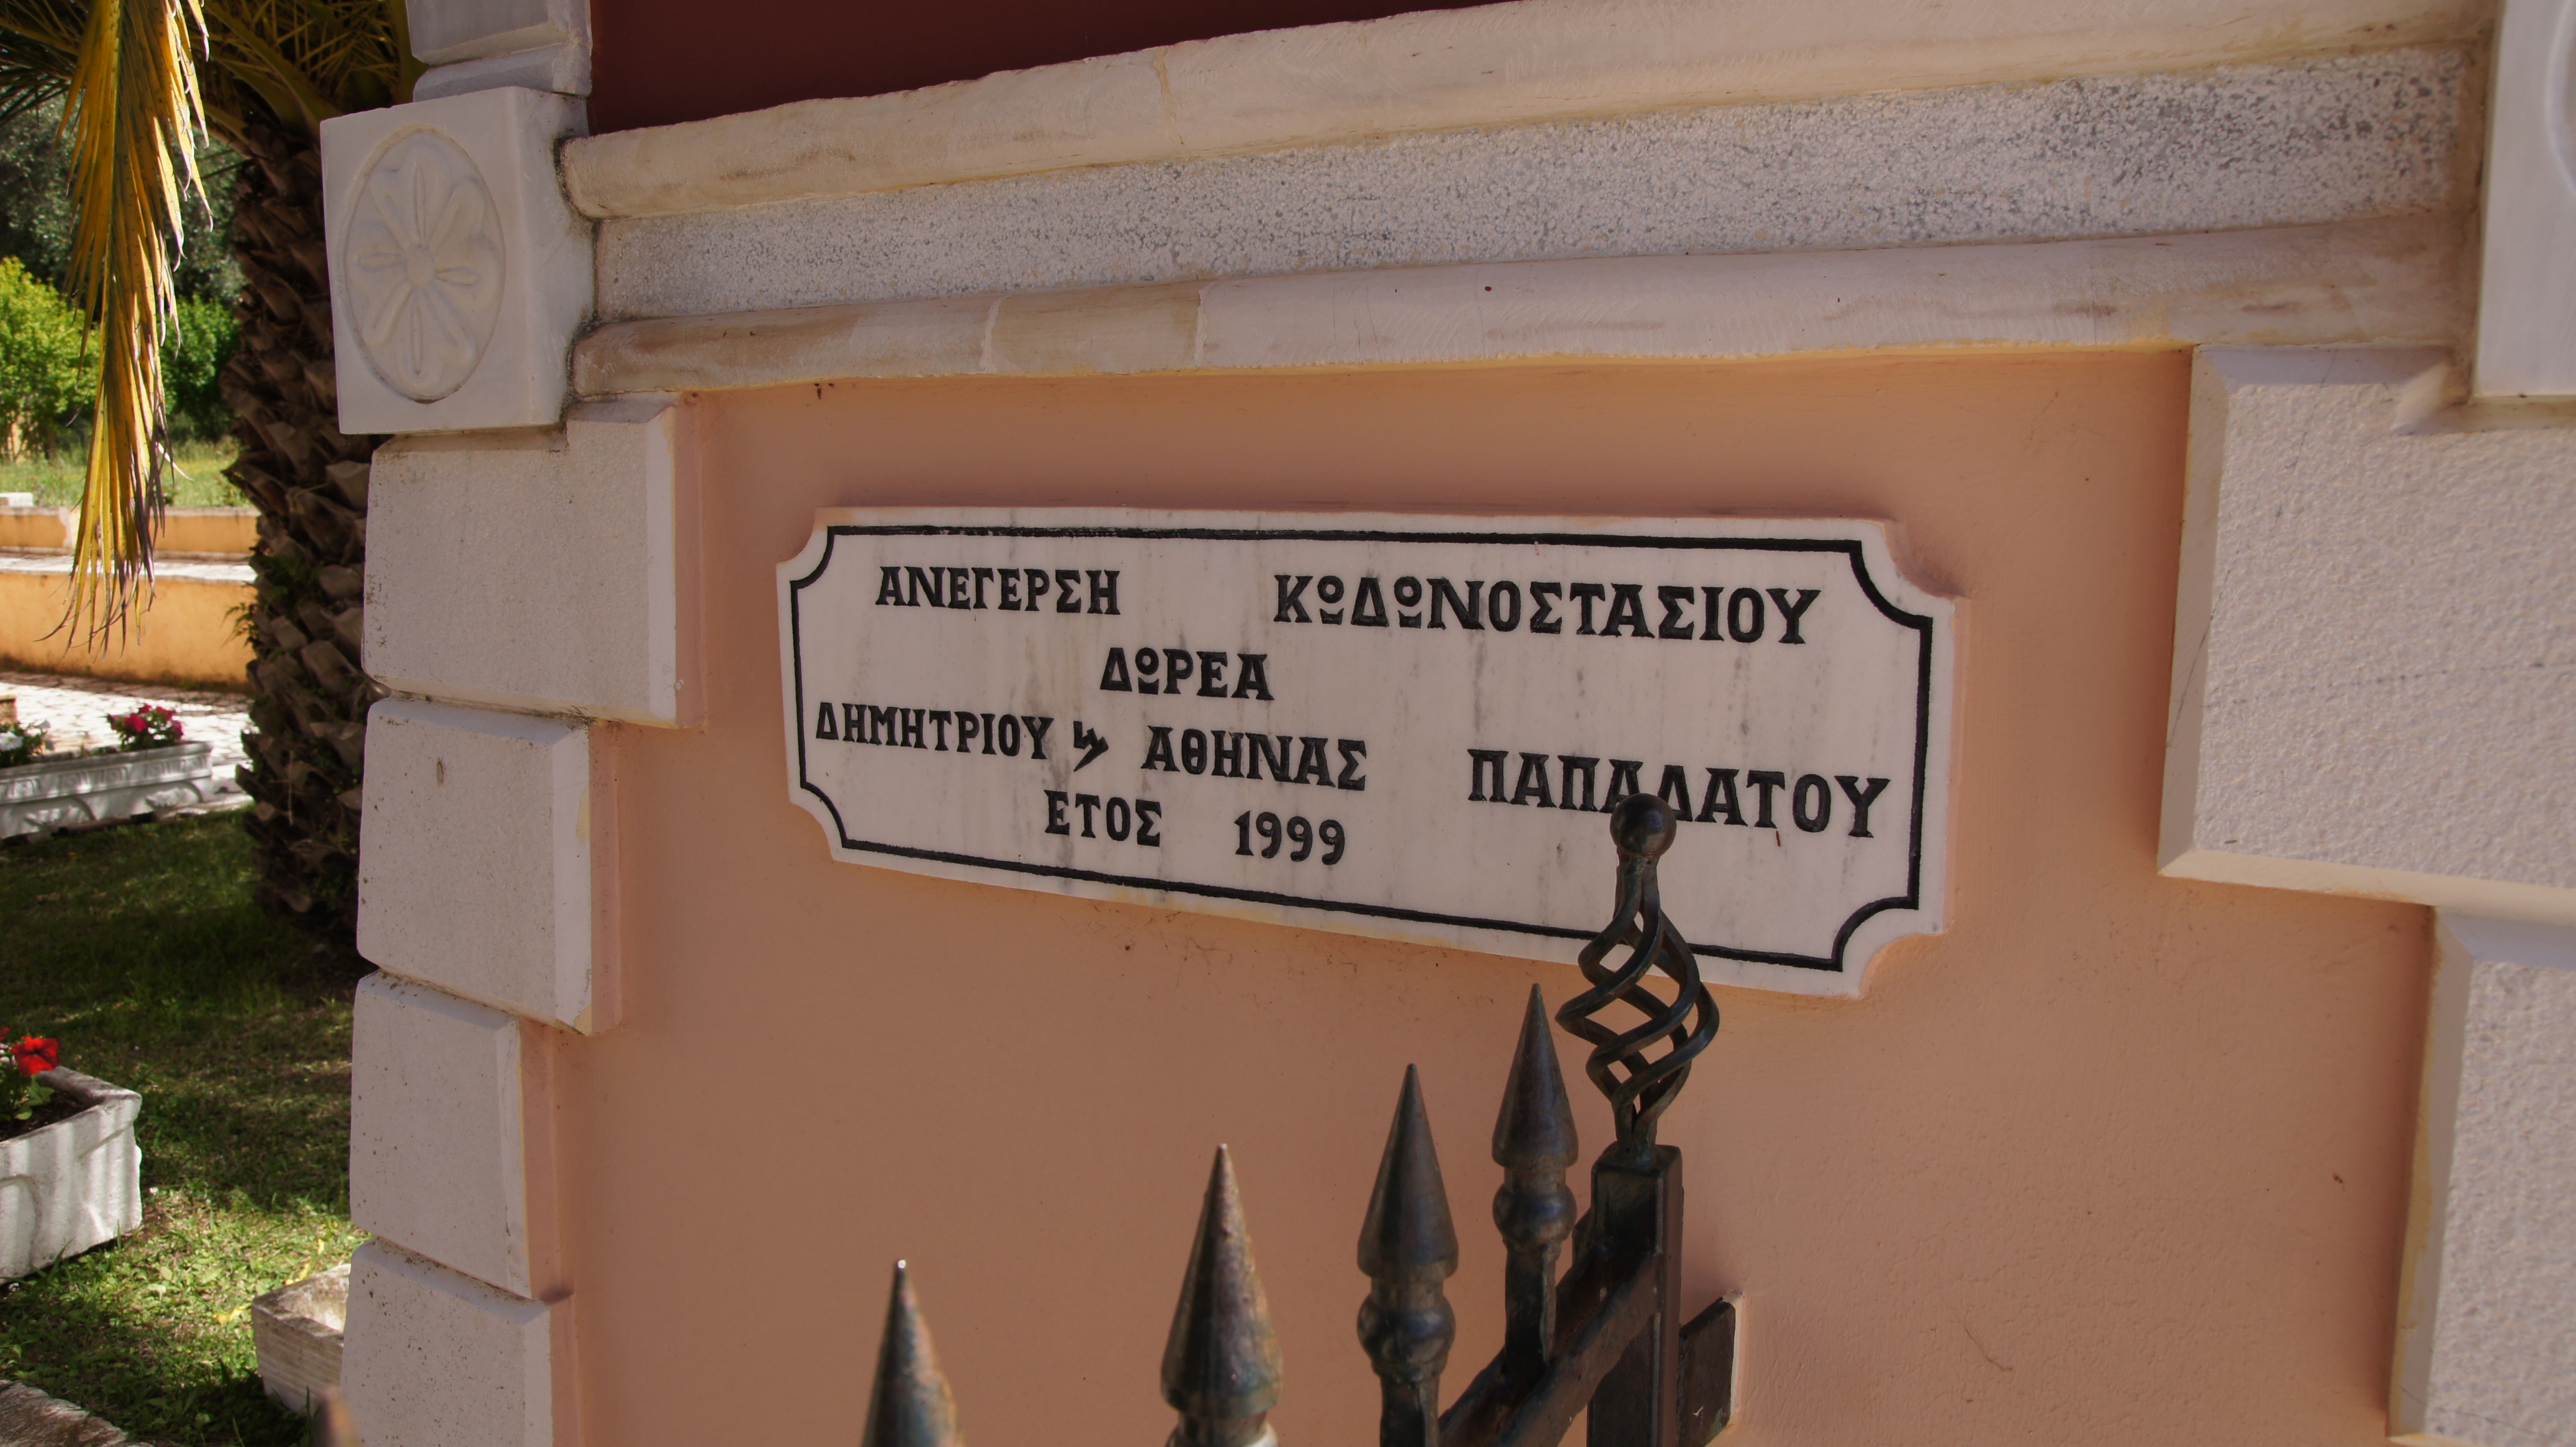 ΑΝΕΓΕΡΣΗ ΚΩΔΩΝΟΣΤΑΣΙΟΥ
ΔΩΡΕΑ
ΔΗΜΗΤΡΙΟΥ ϟ ΑΘΗΝΑΣ ΠΑΠΑΔΑΤΟΥ
ΕΤΟΣ 1999